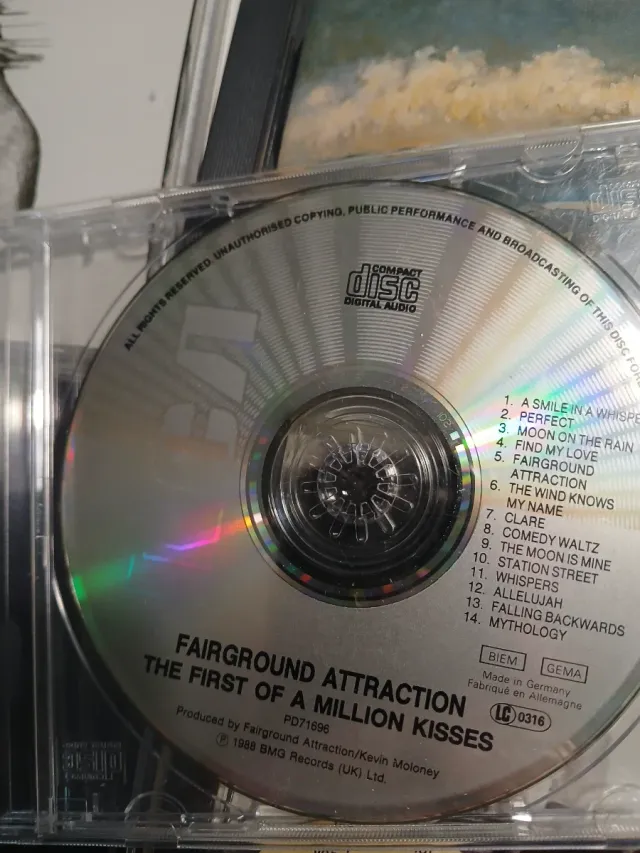 ALL RIGHTS RESERVED. UNAUTHORISED COPYING, PUBLIC PERFORMANCE AND BROADCASTING OF THIS DISC
COMPACT
disc
DIGITAL AUDIO
1. A SMILE IN A
2. PERFECT
3. MOON ON THE RAIN
4. FIND MY LOVE
5. FAIRGROUND
ATTRACTION
6. THE WIND KNOWS
MY NAME
7. CLARE
8. COMEDY WALTZ
9. THE MOON IS MINE
10. STATION STREET
11. WHISPERS
12. ALLELUJAH
13. FALLING BACKWARDS
14. MYTHOLOGY
BIEM GEMA
Made in Germany
Fabriqué en Allemagne
LC 0316
FAIRGROUND ATTRACTION
THE FIRST OF A MILLION KISSES
PD71696
Produced by Fairground Attraction/Kevin Moloney
℗ 1988 BMG Records (UK) Ltd.